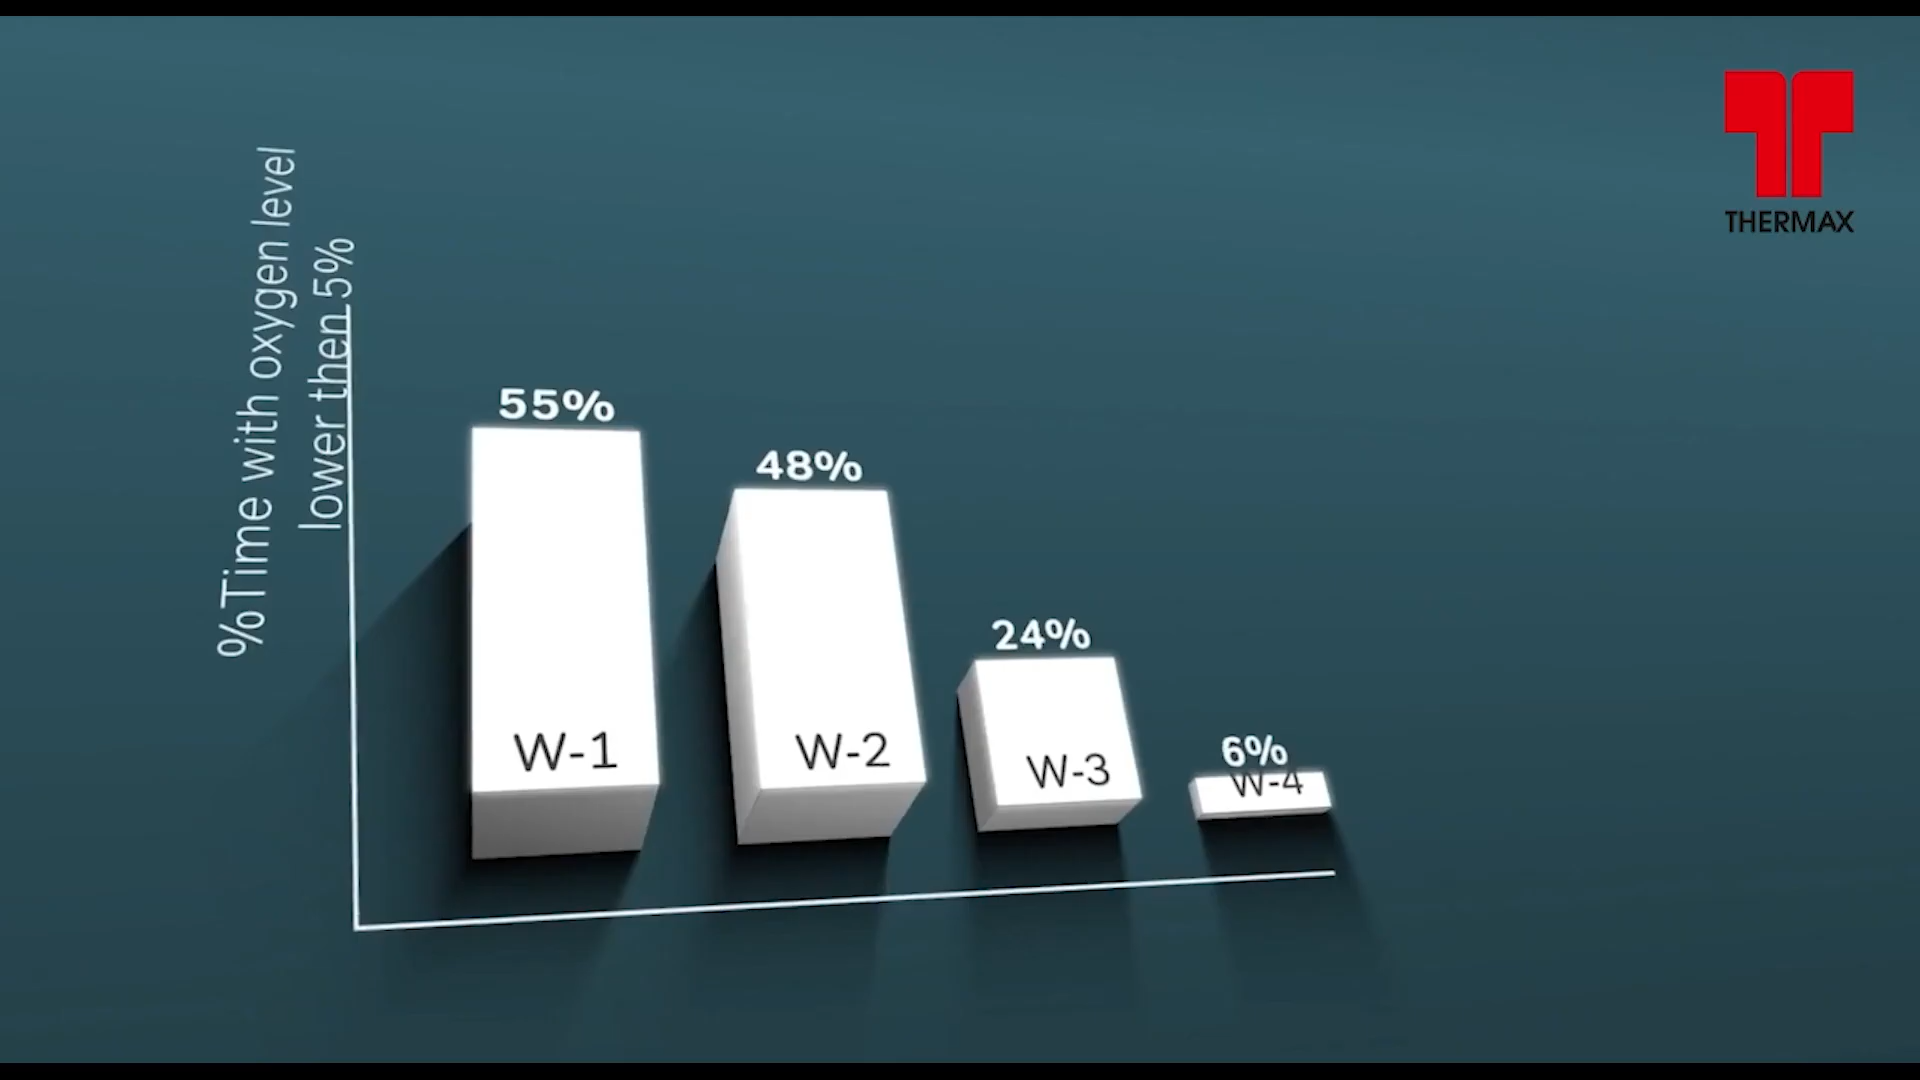 %Time with oxygen level
lower then 5%
55%
48%
24%
6%
W-1
W-2
W-3
W-4
THERMAX